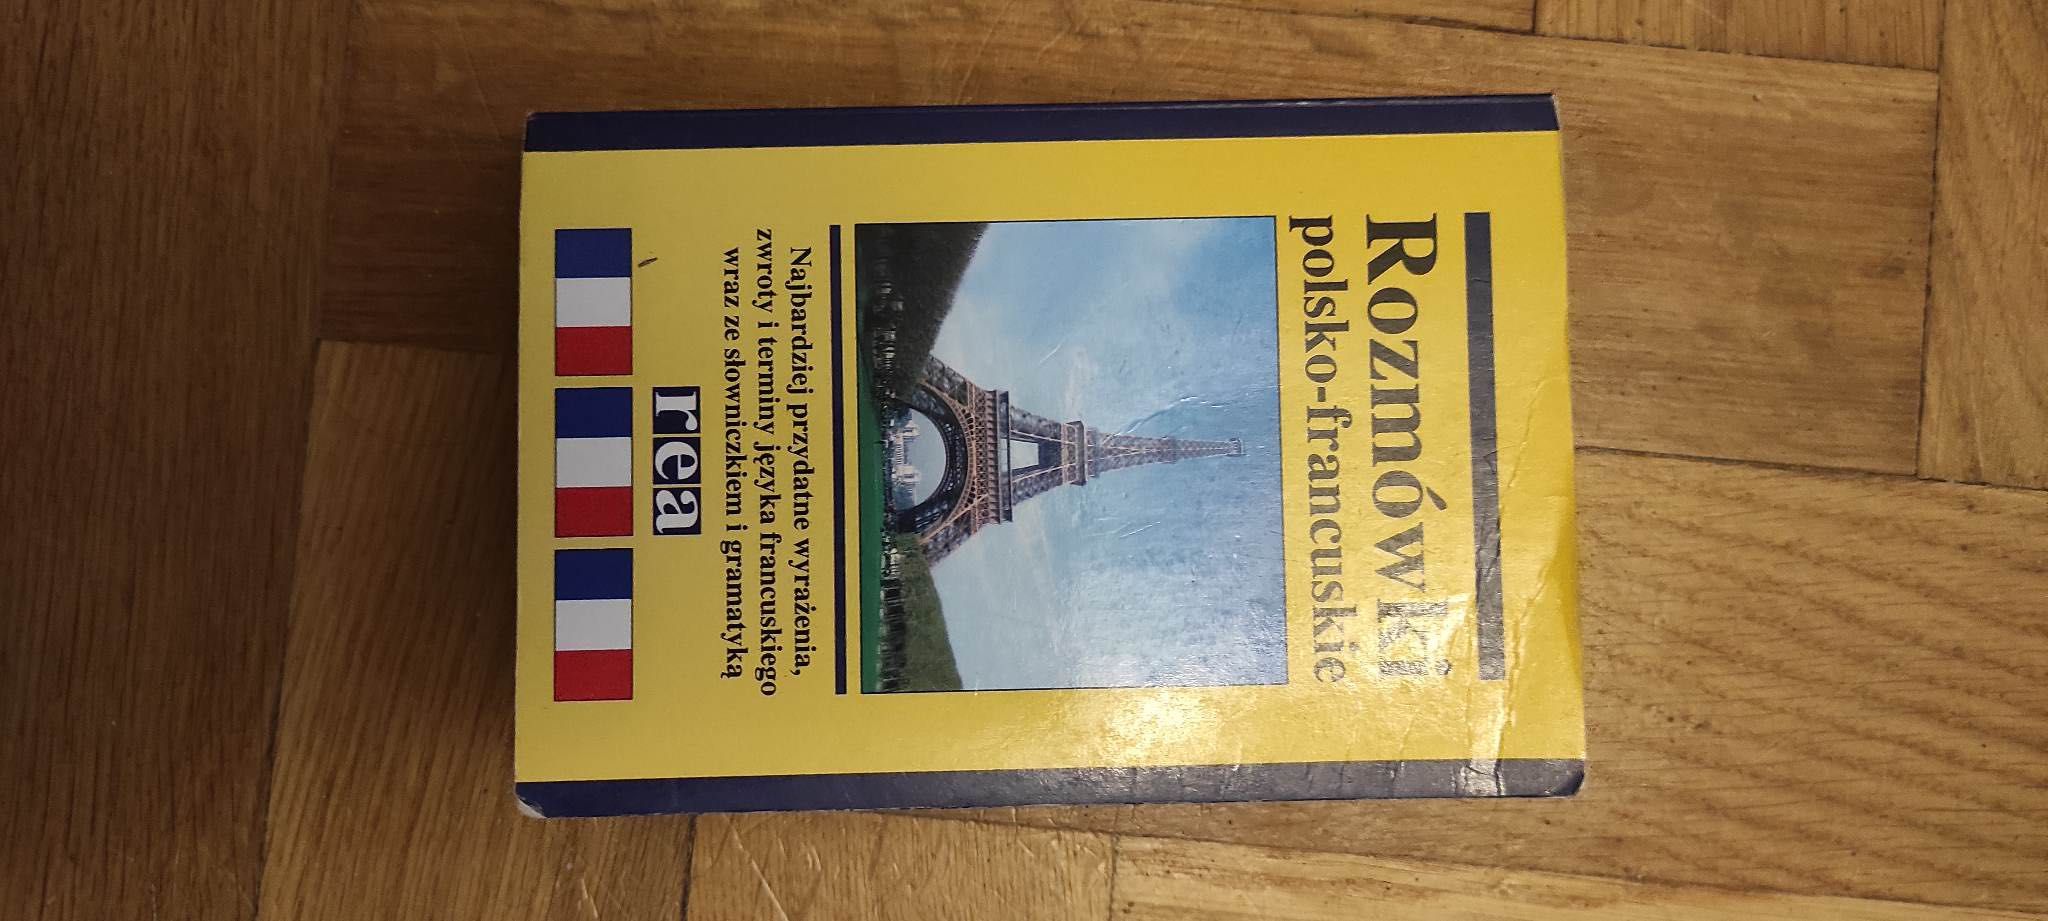 Rozmówki
polsko-francuskie
Najbardziej przydatne wyrażenia,
zwroty i terminy języka francuskiego
wraz ze słowniczkiem i gramatyką
rea